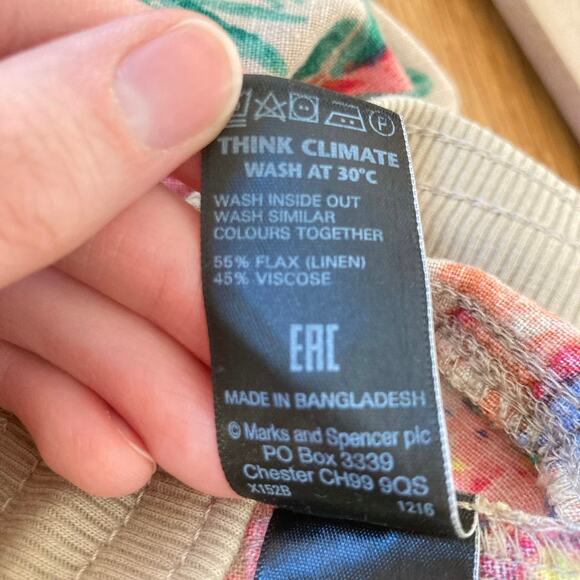 P
THINK CLIMATE
WASH AT 30°C
WASH INSIDE OUT
WASH SIMILAR
COLOURS TOGETHER
55% FLAX (LINEN)
45% VISCOSE
EAC
MADE IN BANGLADESH
© Marks and Spencer plc
PO Box 3339
Chester CH99 9QS
X152B
1216